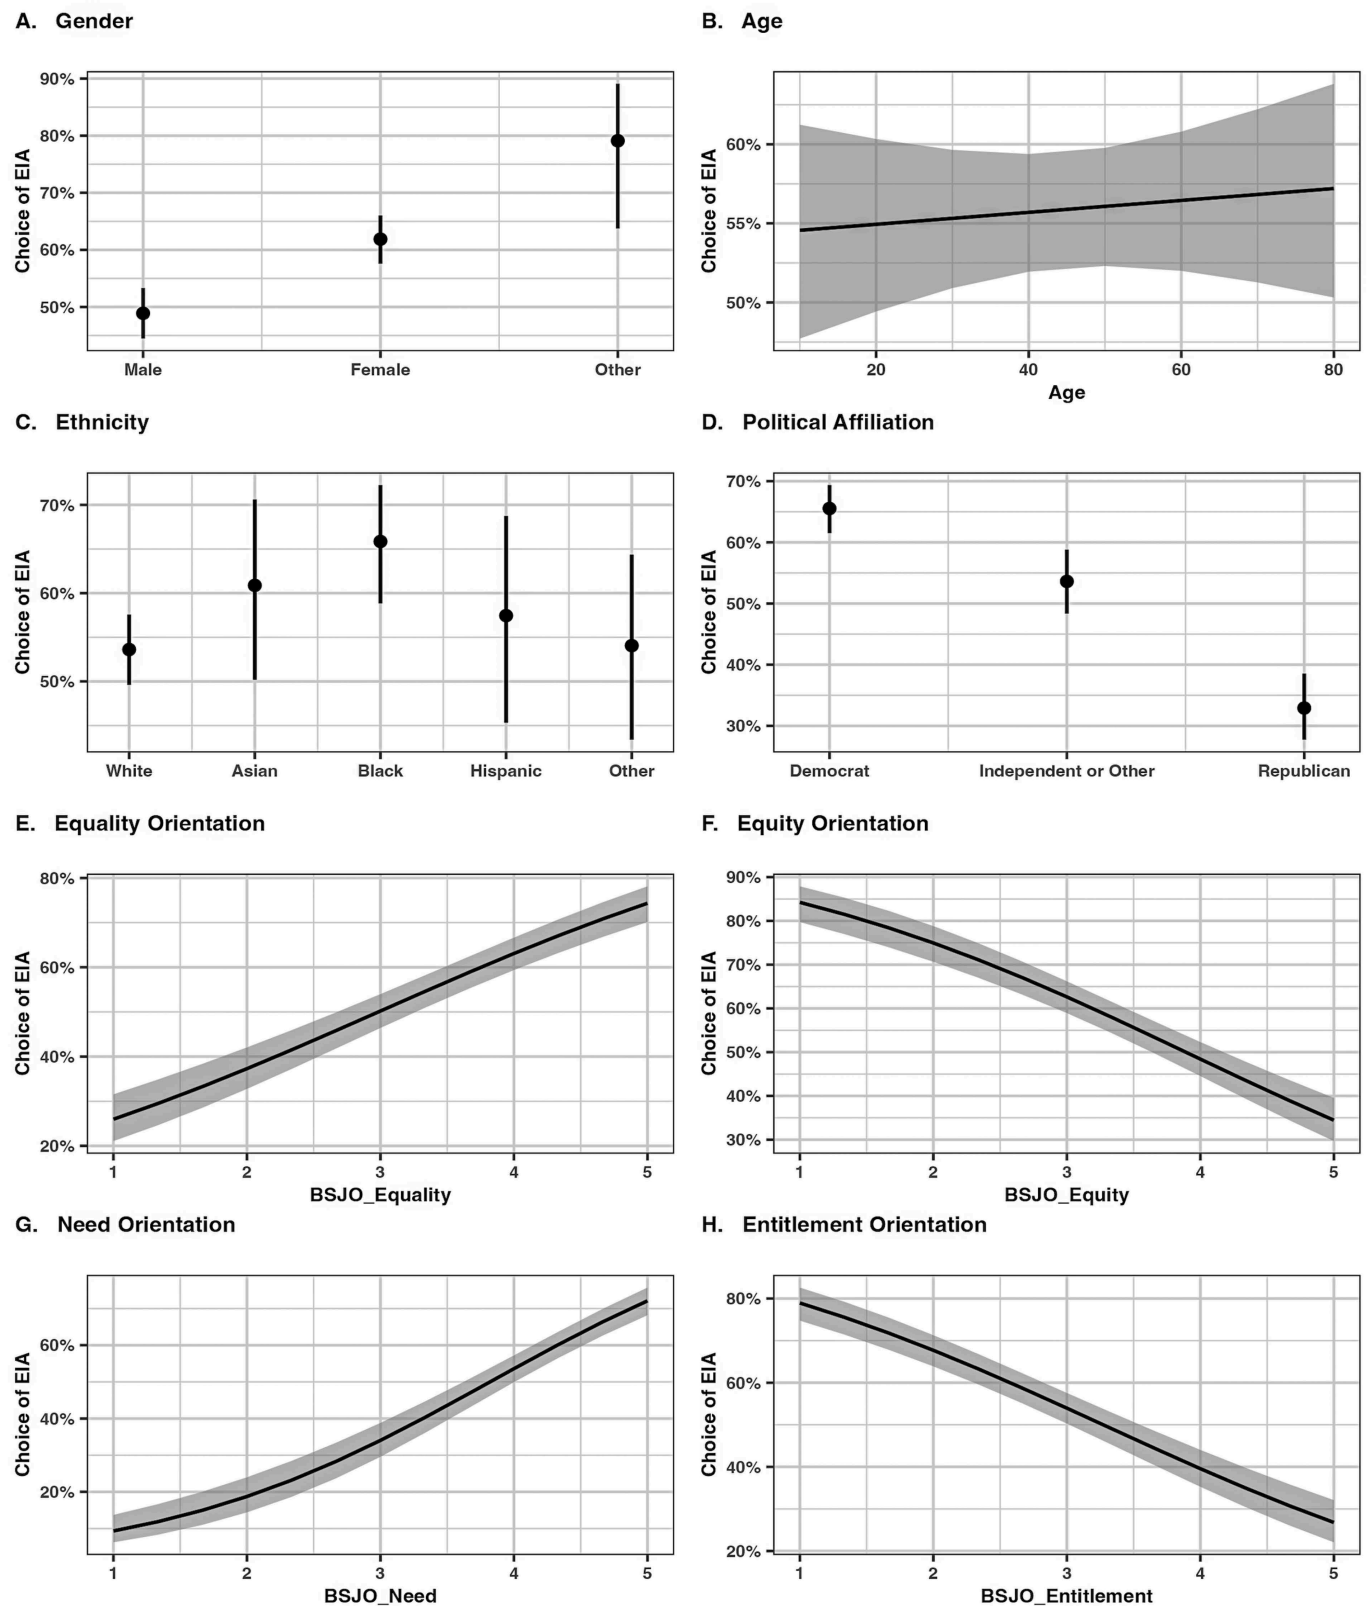 A. Gender
Choice of EIA
90%
80%
70%
60%
50%
Male Female Other
B. Age
Choice of EIA
60%
55%
50%
20 40 60 80
Age
C. Ethnicity
Choice of EIA
70%
60%
50%
White Asian Black Hispanic Other
D. Political Affiliation
Choice of EIA
70%
60%
50%
40%
30%
Democrat Independent or Other Republican
E. Equality Orientation
Choice of EIA
80%
60%
40%
20%
1 2 3 4 5
BSJO_Equality
F. Equity Orientation
Choice of EIA
90%
80%
70%
60%
50%
40%
30%
1 2 3 4 5
BSJO_Equity
G. Need Orientation
Choice of EIA
60%
40%
20%
1 2 3 4 5
BSJO_Need
H. Entitlement Orientation
Choice of EIA
80%
60%
40%
20%
1 2 3 4 5
BSJO_Entitlement